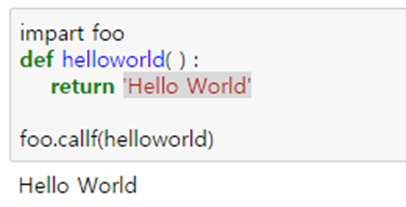 impart foo
def helloworld( ) :
return 'Hello World'
foo.callf(helloworld)
Hello World